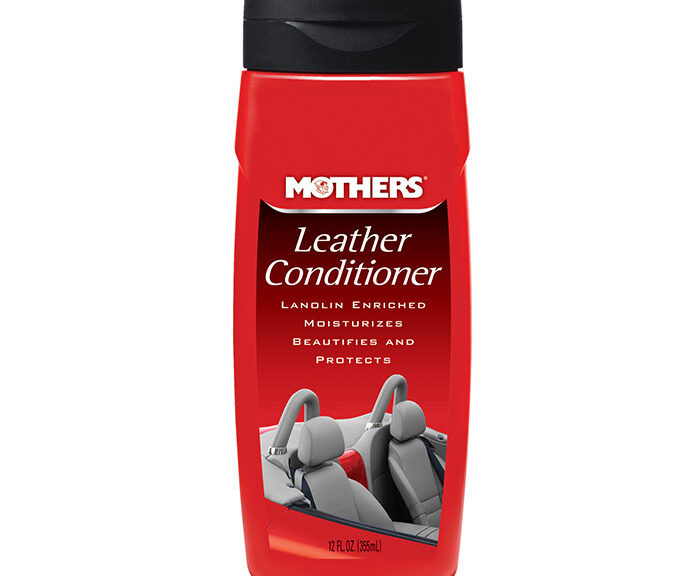 MOTHERS®
Leather
Conditioner
LANOLIN ENRICHED
MOISTURIZES
BEAUTIFIES AND
PROTECTS
12 FL. OZ. (355mL)